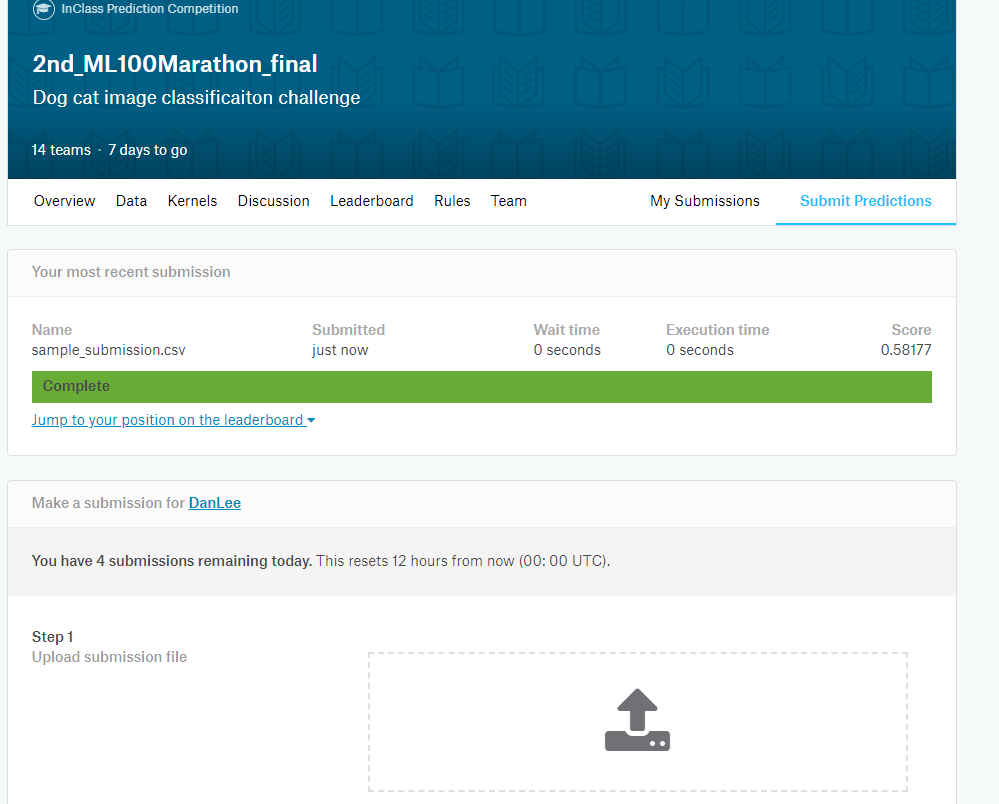 InClass Prediction Competition
2nd_ML100Marathon_final
Dog cat image classificaiton challenge
14 teams · 7 days to go
Overview Data Kernels Discussion Leaderboard Rules Team My Submissions Submit Predictions
Your most recent submission
Name Submitted Wait time Execution time Score
sample_submission.csv just now 0 seconds 0 seconds 0.58177
Complete
Jump to your position on the leaderboard
Make a submission for DanLee
You have 4 submissions remaining today. This resets 12 hours from now (00: 00 UTC).
Step 1
Upload submission file